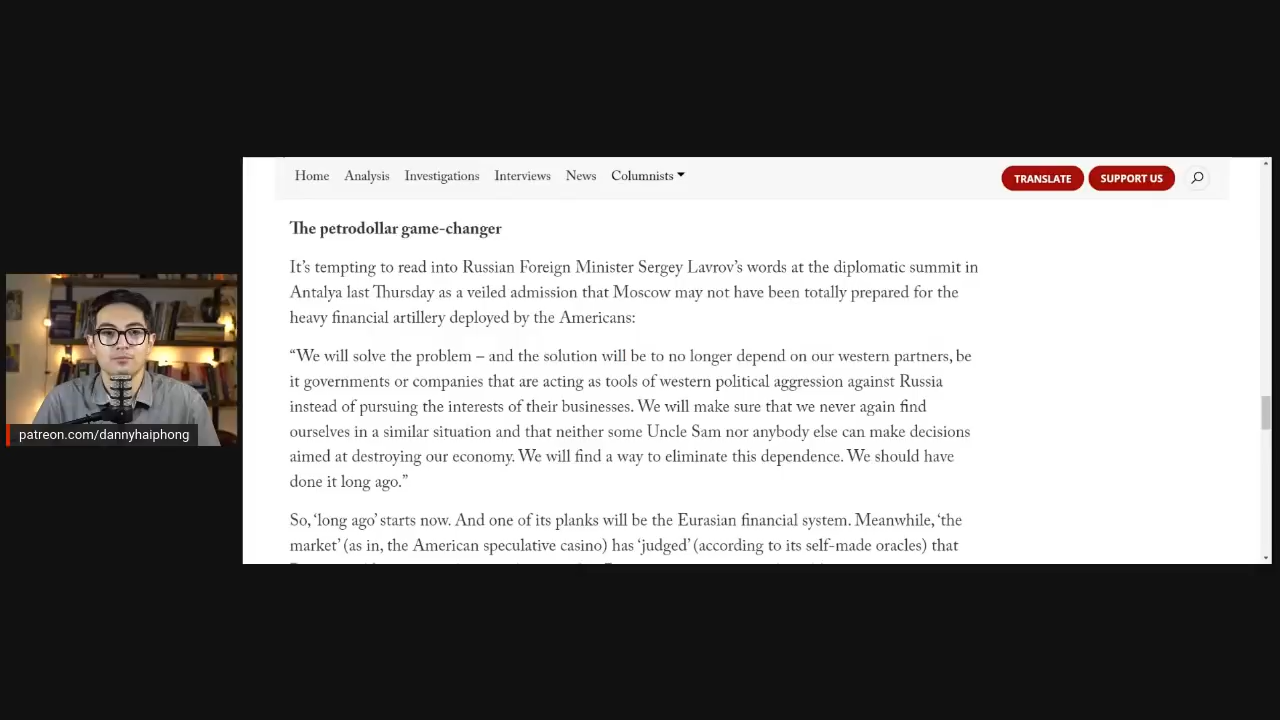 Home Analysis Investigations Interviews News Columnists TRANSLATE SUPPORT US
The petrodollar game-changer
It’s tempting to read into Russian Foreign Minister Sergey Lavrov’s words at the diplomatic summit in
Antalya last Thursday as a veiled admission that Moscow may not have been totally prepared for the
heavy financial artillery deployed by the Americans:
“We will solve the problem – and the solution will be to no longer depend on our western partners, be
it governments or companies that are acting as tools of western political aggression against Russia
instead of pursuing the interests of their businesses. We will make sure that we never again find
ourselves in a similar situation and that neither some Uncle Sam nor anybody else can make decisions
aimed at destroying our economy. We will find a way to eliminate this dependence. We should have
done it long ago.”
So, ‘long ago’ starts now. And one of its planks will be the Eurasian financial system. Meanwhile, ‘the
market’ (as in, the American speculative casino) has ‘judged’ (according to its self-made oracles) that
patreon.com/dannyhaiphong